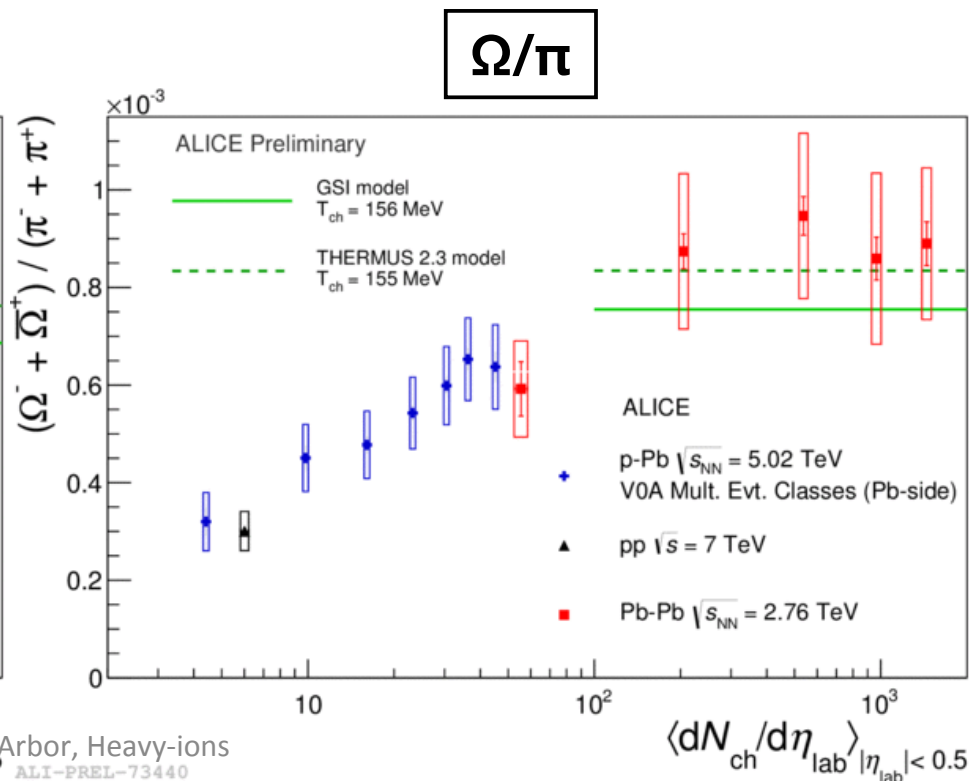 Ω/π
×10⁻³
(Ω⁻ + Ω̅⁺) / (π⁻ + π⁺)
ALICE Preliminary
GSI model
T_ch = 156 MeV
THERMUS 2.3 model
T_ch = 155 MeV
1
0.8
0.6
0.4
0.2
0
ALICE
p-Pb √s_NN = 5.02 TeV
V0A Mult. Evt. Classes (Pb-side)
pp √s = 7 TeV
Pb-Pb √s_NN = 2.76 TeV
10
10²
10³
⟨dN_ch/dη_lab⟩_|η_lab|< 0.5
Arbor, Heavy-ions
ALI-PREL-73440